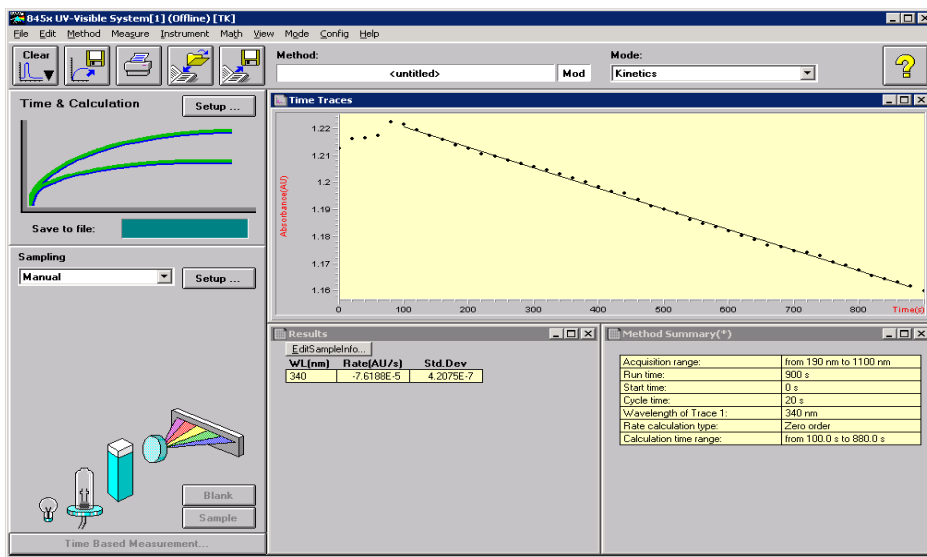 845x UV-Visible System[1] (Offline) [TK]
File Edit Method Measure Instrument Math View Mode Config Help
Clear
Method:
<untitled>
Mod
Mode:
Kinetics
Time & Calculation
Setup ...
Save to file:
Sampling
Manual
Setup ...
Blank
Sample
Time Based Measurement...
Time Traces
Absorbance(AU)
1.22
1.21
1.2
1.19
1.18
1.17
1.16
0 100 200 300 400 500 600 700 800 Time(s)
Results
EditSampleInfo...
WL(nm) Rate(AU/s) Std.Dev
340 -7.6188E-5 4.2075E-7
Method Summary(*)
Acquisition range: from 190 nm to 1100 nm
Run time: 900 s
Start time: 0 s
Cycle time: 20 s
Wavelength of Trace 1: 340 nm
Rate calculation type: Zero order
Calculation time range: from 100.0 s to 880.0 s